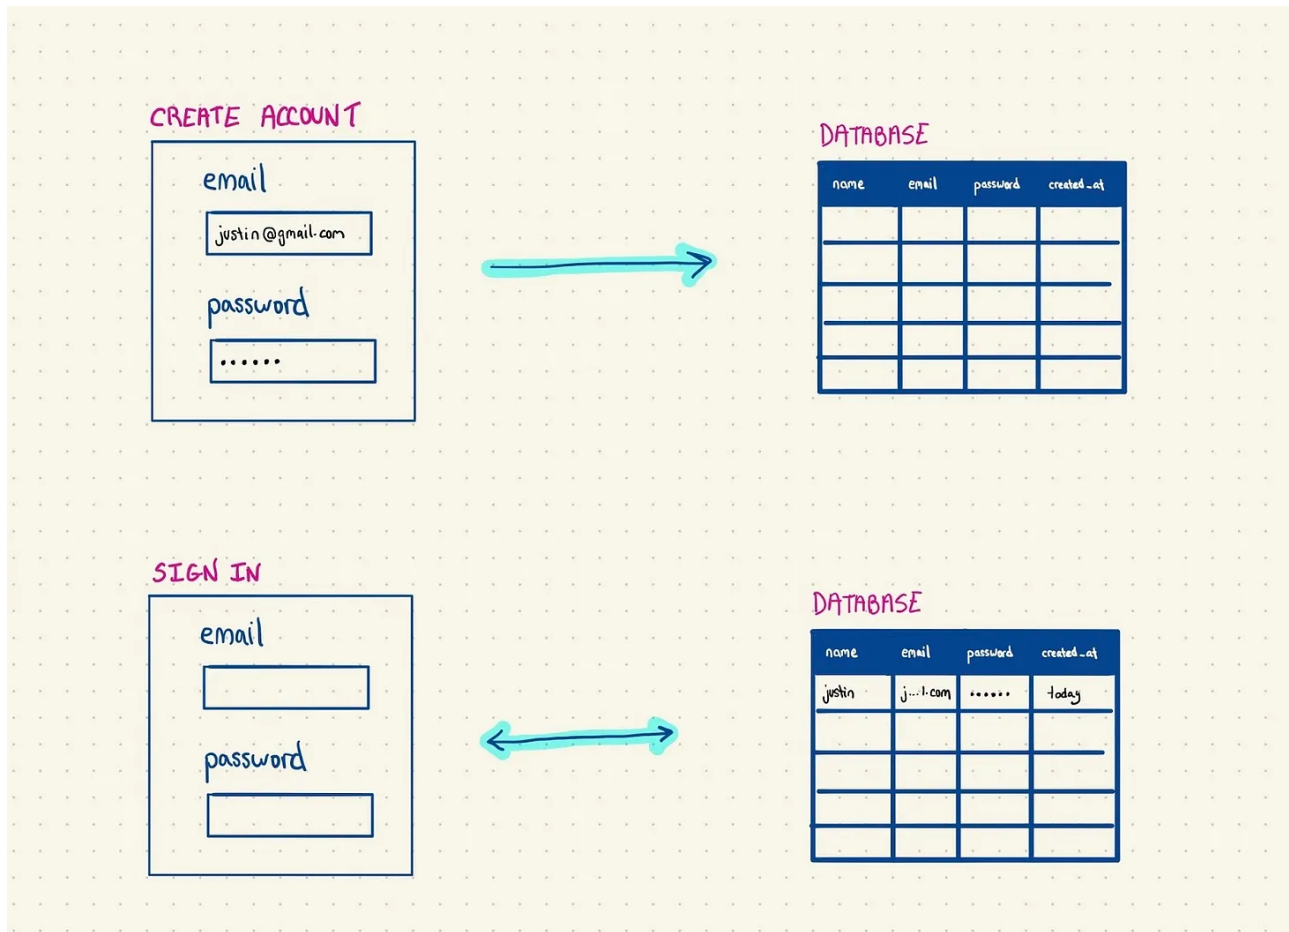 CREATE ACCOUNT
email
justin@gmail.com
password
••••••
DATABASE
name email password created_at
SIGN IN
email
password
DATABASE
name email password created_at
justin j...l.com •••••• today